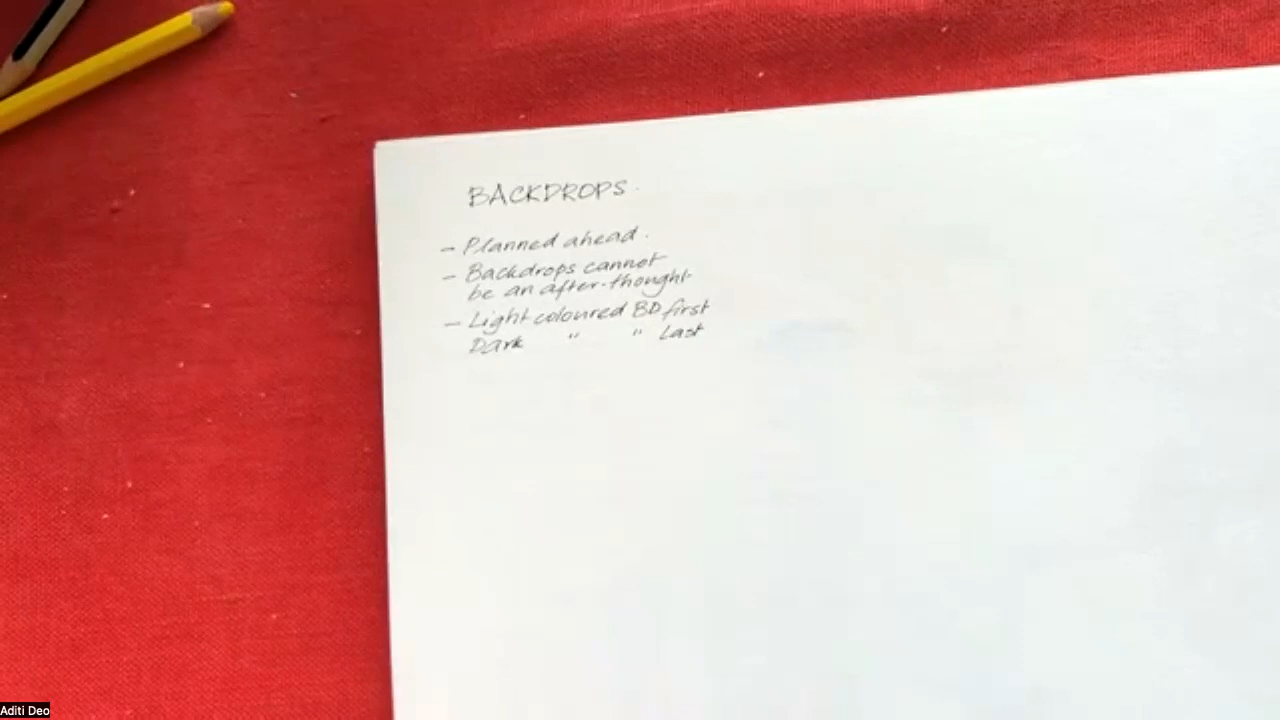 BACKDROPS.
- Planned ahead.
- Backdrops cannot
be an after-thought
- Light coloured BD first
Dark " " Last
Aditi Deo